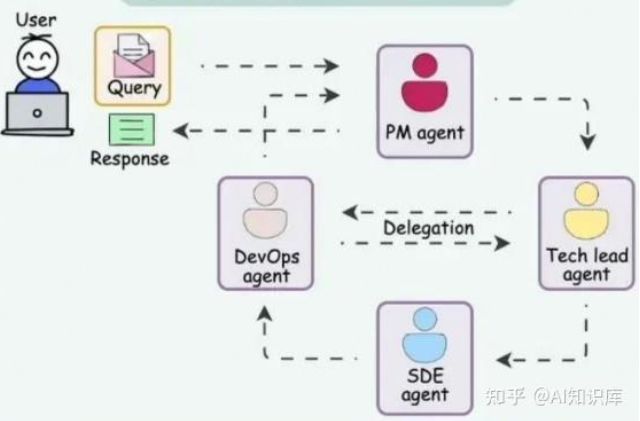 User
Query
Response
PM agent
DevOps
agent
Delegation
Tech lead
agent
SDE
agent
知乎 @AI知识库